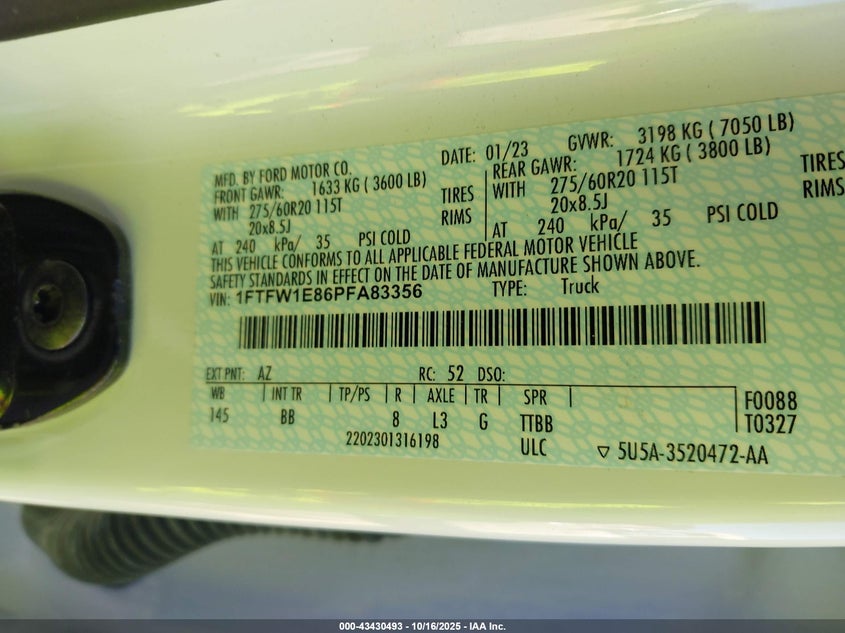 MFD. BY FORD MOTOR CO.
DATE: 01/23 GVWR: 3198 KG ( 7050 LB)
FRONT GAWR: 1633 KG ( 3600 LB)
REAR GAWR: 1724 KG ( 3800 LB)
WITH 275/60R20 115T TIRES
WITH 275/60R20 115T TIRES
20x8.5J RIMS
20x8.5J RIMS
AT 240 kPa/ 35 PSI COLD
AT 240 kPa/ 35 PSI COLD
THIS VEHICLE CONFORMS TO ALL APPLICABLE FEDERAL MOTOR VEHICLE
SAFETY STANDARDS IN EFFECT ON THE DATE OF MANUFACTURE SHOWN ABOVE.
VIN: 1FTFW1E86PFA83356 TYPE: Truck
EXT PNT: AZ RC: 52 DSO:
WB INT TR TP/PS R AXLE TR SPR
145 BB 8 L3 G TTBB
F0088
T0327
2202301316198 ULC
5U5A-3520472-AA
000-43430493 - 10/16/2025 - IAA Inc.